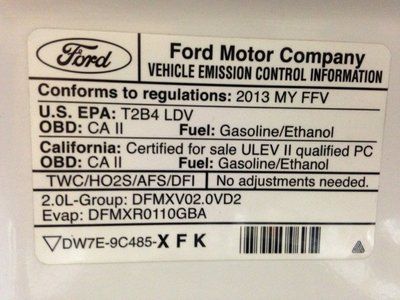 Ford
Ford Motor Company
VEHICLE EMISSION CONTROL INFORMATION
Conforms to regulations: 2013 MY FFV
U.S. EPA: T2B4 LDV
OBD: CA II Fuel: Gasoline/Ethanol
California: Certified for sale ULEV II qualified PC
OBD: CA II Fuel: Gasoline/Ethanol
TWC/HO2S/AFS/DFI No adjustments needed.
2.0L-Group: DFMXV02.0VD2
Evap: DFMXR0110GBA
DW7E-9C485-X F K